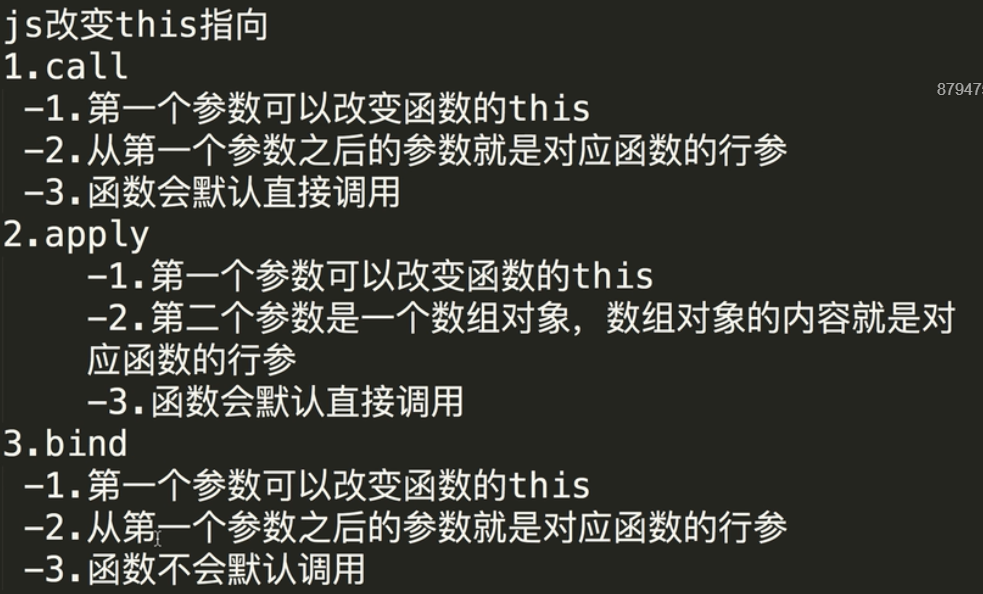 js改变this指向
1.call
879475
-1.第一个参数可以改变函数的this
-2.从第一个参数之后的参数就是对应函数的行参
-3.函数会默认直接调用
2.apply
-1.第一个参数可以改变函数的this
-2.第二个参数是一个数组对象，数组对象的内容就是对
应函数的行参
-3.函数会默认直接调用
3.bind
-1.第一个参数可以改变函数的this
-2.从第一个参数之后的参数就是对应函数的行参
-3.函数不会默认调用